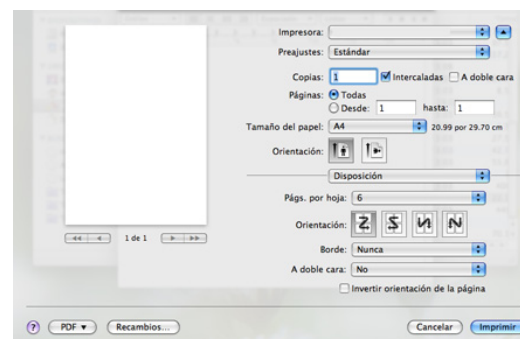 Impresora:
Preajustes: Estándar
Copias: 1 Intercaladas A doble cara
Páginas: Todas
Desde: 1 hasta: 1
Tamaño del papel: A4 20.99 por 29.70 cm
Orientación:
Disposición
Págs. por hoja: 6
Orientación:
Borde: Nunca
A doble cara: No
Invertir orientación de la página
1 de 1
? PDF Recambios... Cancelar Imprimir